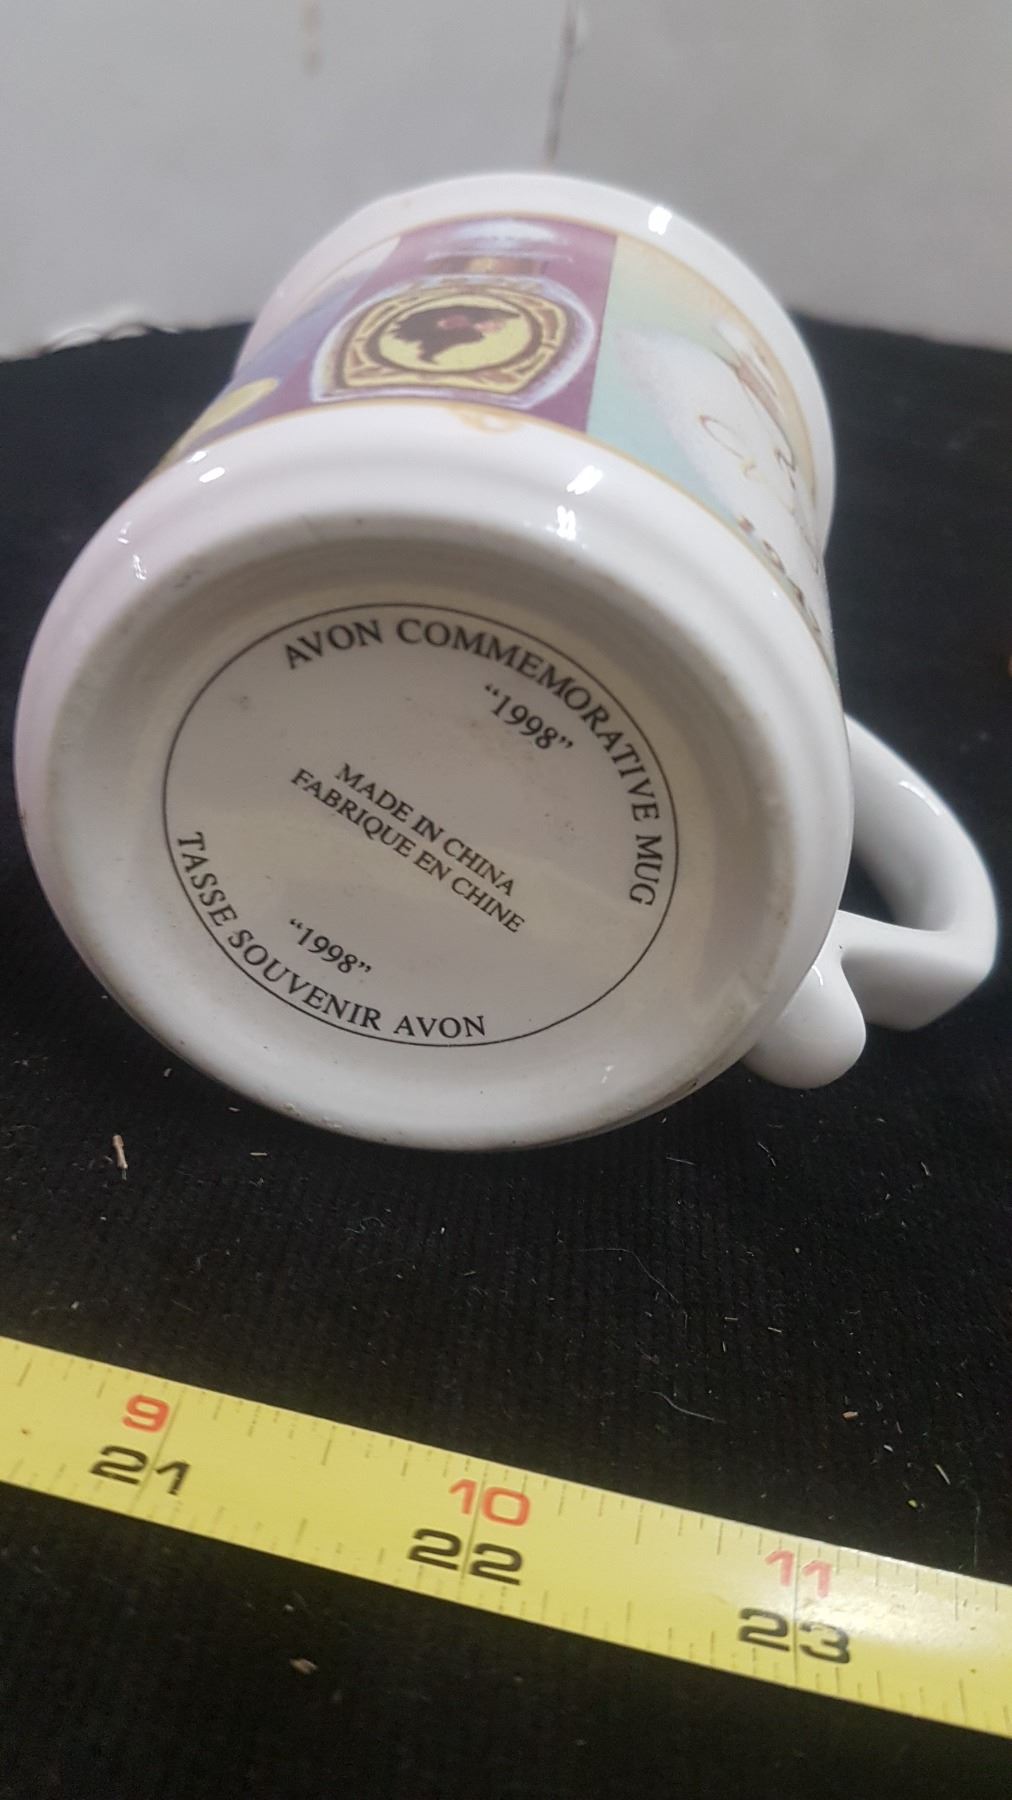 AVON COMMEMORATIVE MUG
“1998”
MADE IN CHINA
FABRIQUE EN CHINE
“1998”
TASSE SOUVENIR AVON
9 10 11
21 22 23